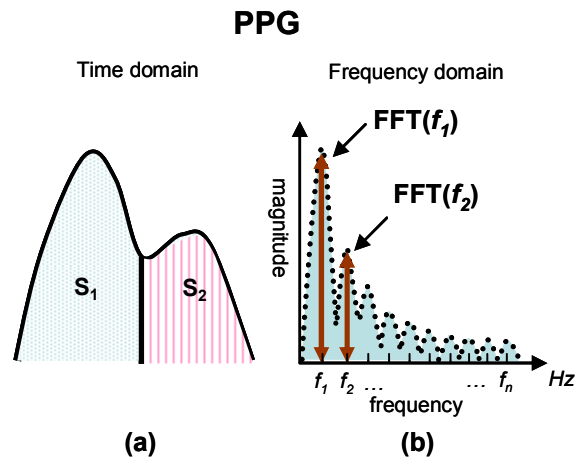 PPG
Time domain
Frequency domain
S1
S2
magnitude
FFT(f1)
FFT(f2)
f1 f2 ... ... fn Hz
frequency
(a)
(b)